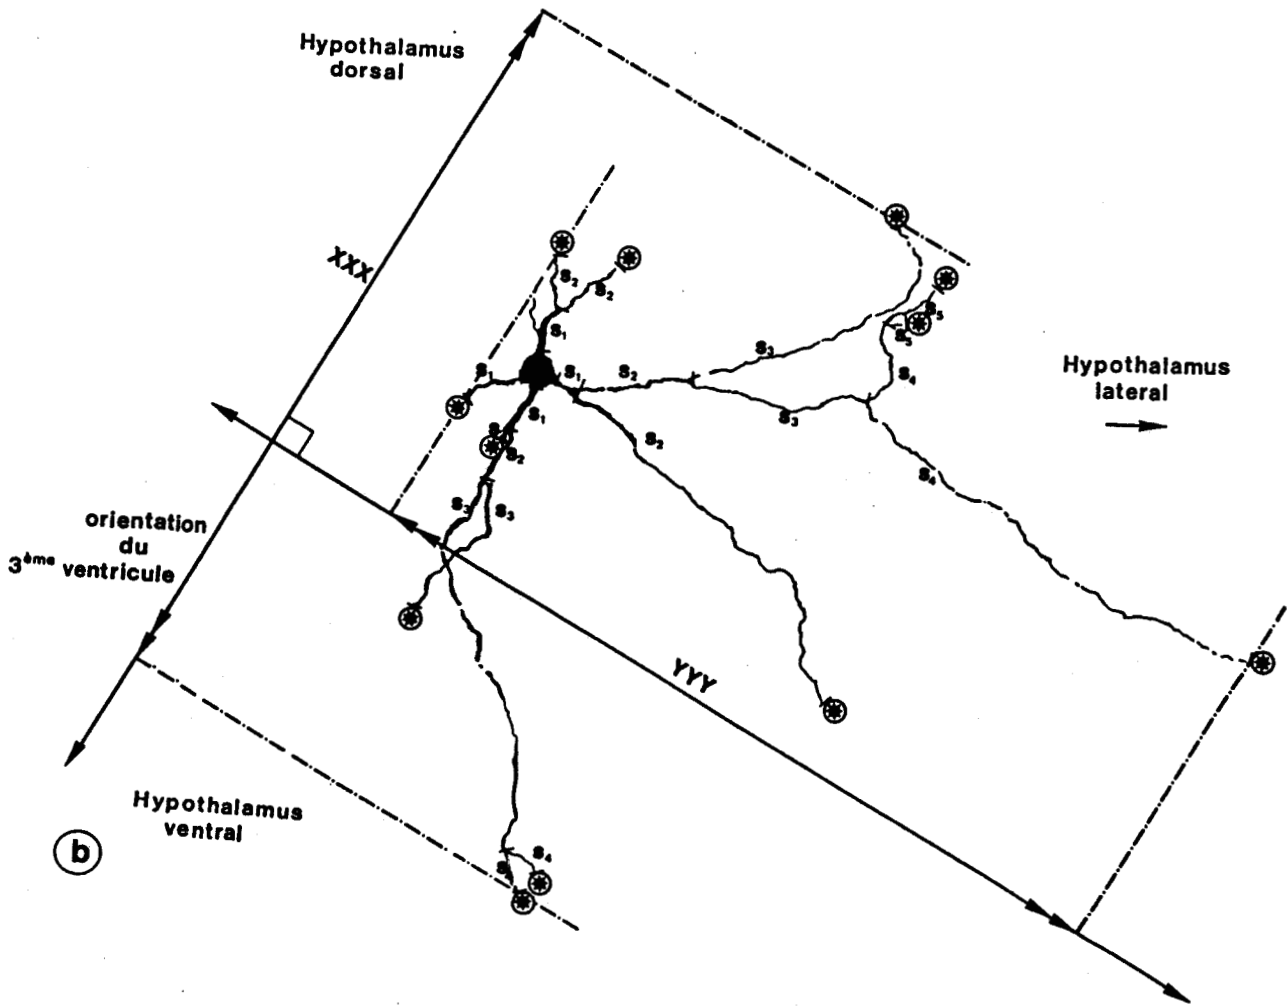 Hypothalamus
dorsal
XXX
S₂
S₂
S₁
S₁
S₁
S₂
S₃
S₅
S₅
S₄
Hypothalamus
lateral
S₁
S₃
S₂
S
S₂
S₄
S₃
S₃
orientation
du
3ème ventricule
YYY
Hypothalamus
ventral
b
S₄